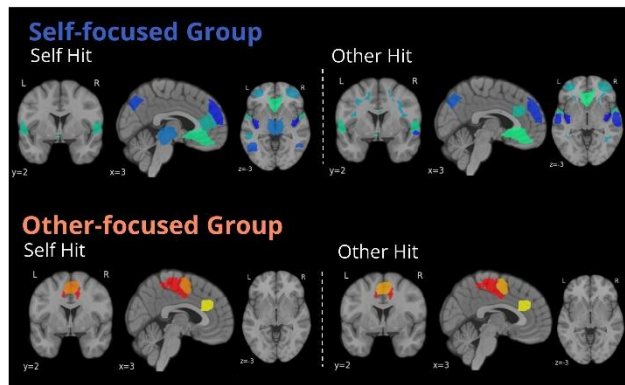 Self-focused Group
Self Hit
Other Hit
L R
L R
y=2 x=3 z=-3
y=2 x=3 z=-3
Other-focused Group
Self Hit
Other Hit
L R
L R
y=2 x=3 z=-3
y=2 x=3 z=-3